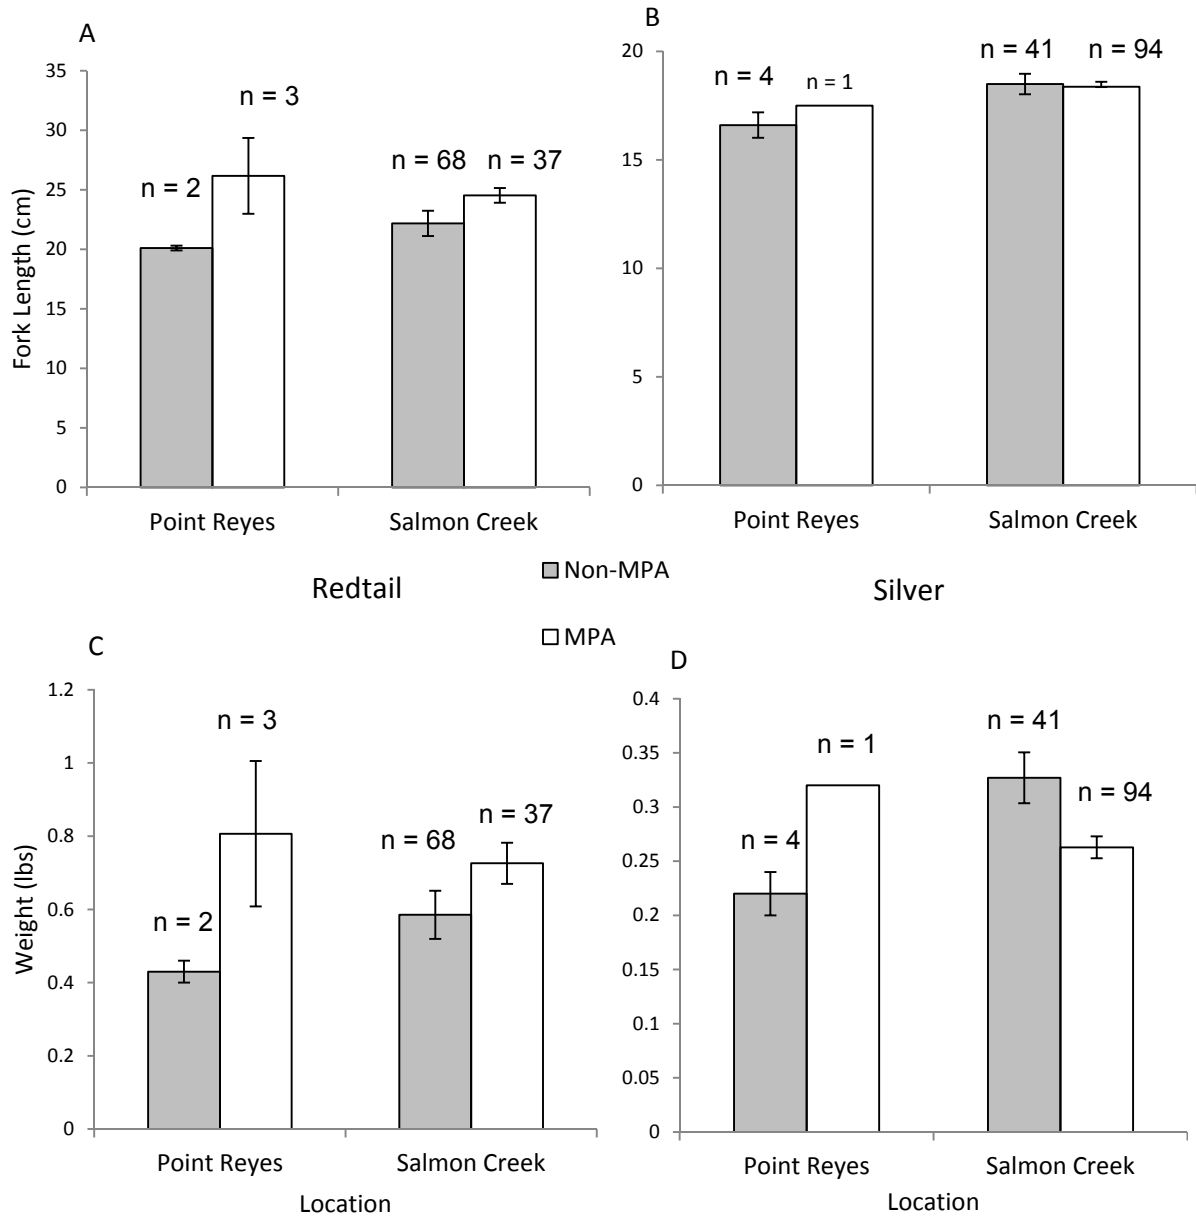 A
35
30
25
20
15
10
5
0
Fork Length (cm)
n = 2
n = 3
n = 68
n = 37
Point Reyes
Salmon Creek
Redtail
B
20
15
10
5
0
n = 4
n = 1
n = 41
n = 94
Point Reyes
Salmon Creek
Silver
Non-MPA
MPA
C
1.2
1
0.8
0.6
0.4
0.2
0
Weight (lbs)
n = 2
n = 3
n = 68
n = 37
Point Reyes
Salmon Creek
Location
D
0.4
0.35
0.3
0.25
0.2
0.15
0.1
0.05
0
n = 4
n = 1
n = 41
n = 94
Point Reyes
Salmon Creek
Location